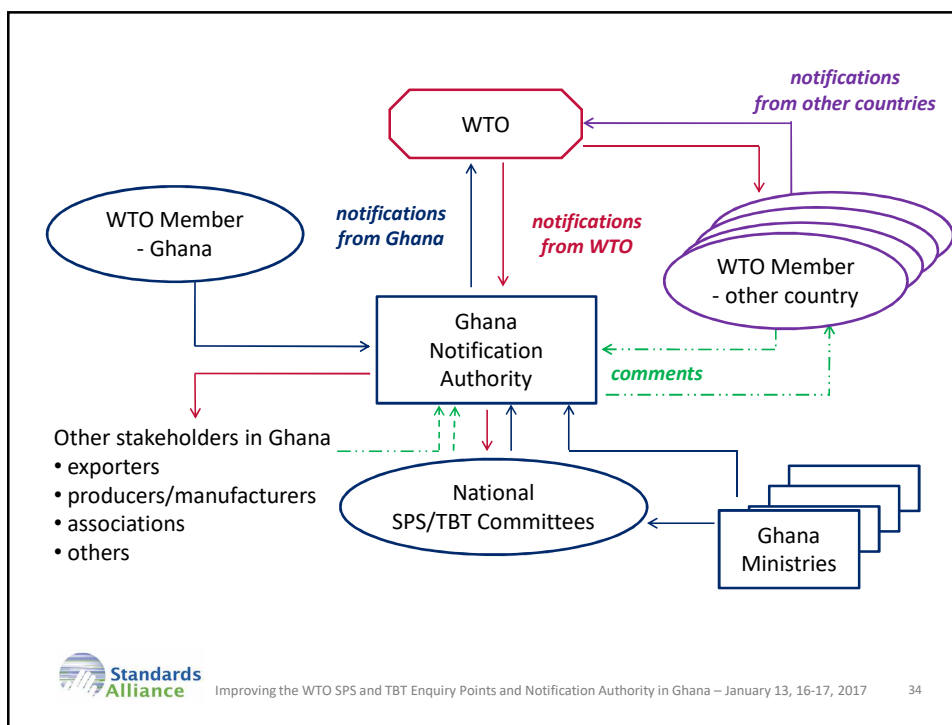 notifications
from other countries
WTO
WTO Member
- Ghana
notifications
from Ghana
notifications
from WTO
WTO Member
- other country
Ghana
Notification
Authority
comments
Other stakeholders in Ghana
• exporters
• producers/manufacturers
• associations
• others
National
SPS/TBT Committees
Ghana
Ministries
Standards
Alliance
Improving the WTO SPS and TBT Enquiry Points and Notification Authority in Ghana – January 13, 16-17, 2017
34